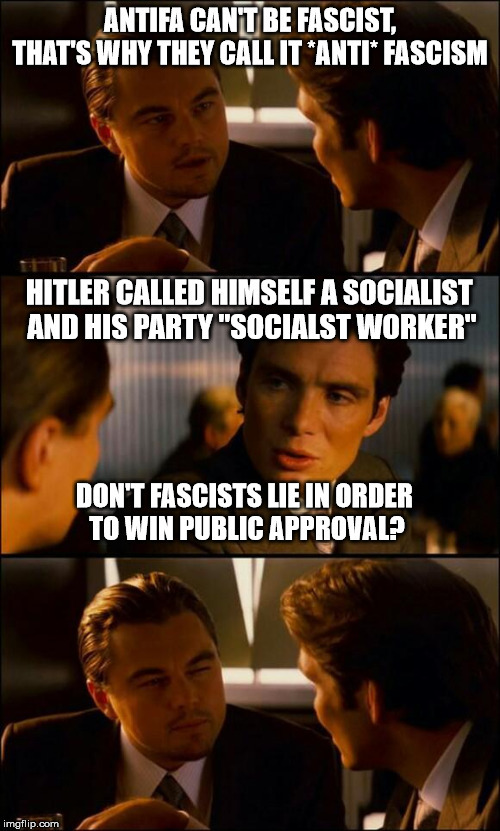 ANTIFA CAN'T BE FASCIST,
THAT'S WHY THEY CALL IT *ANTI* FASCISM
HITLER CALLED HIMSELF A SOCIALIST
AND HIS PARTY "SOCIALST WORKER"
DON'T FASCISTS LIE IN ORDER
TO WIN PUBLIC APPROVAL?
imgflip.com